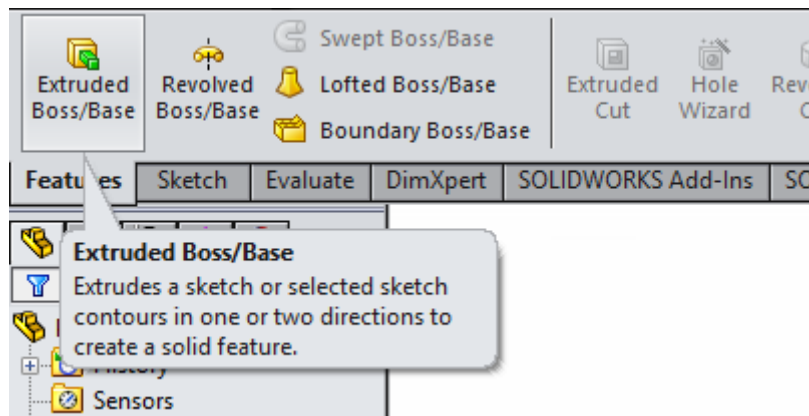 Extruded Boss/Base
Revolved Boss/Base
Swept Boss/Base
Lofted Boss/Base
Boundary Boss/Base
Extruded Cut
Hole Wizard
Features
Sketch
Evaluate
DimXpert
SOLIDWORKS Add-Ins
Extruded Boss/Base
Extrudes a sketch or selected sketch
contours in one or two directions to
create a solid feature.
History
Sensors